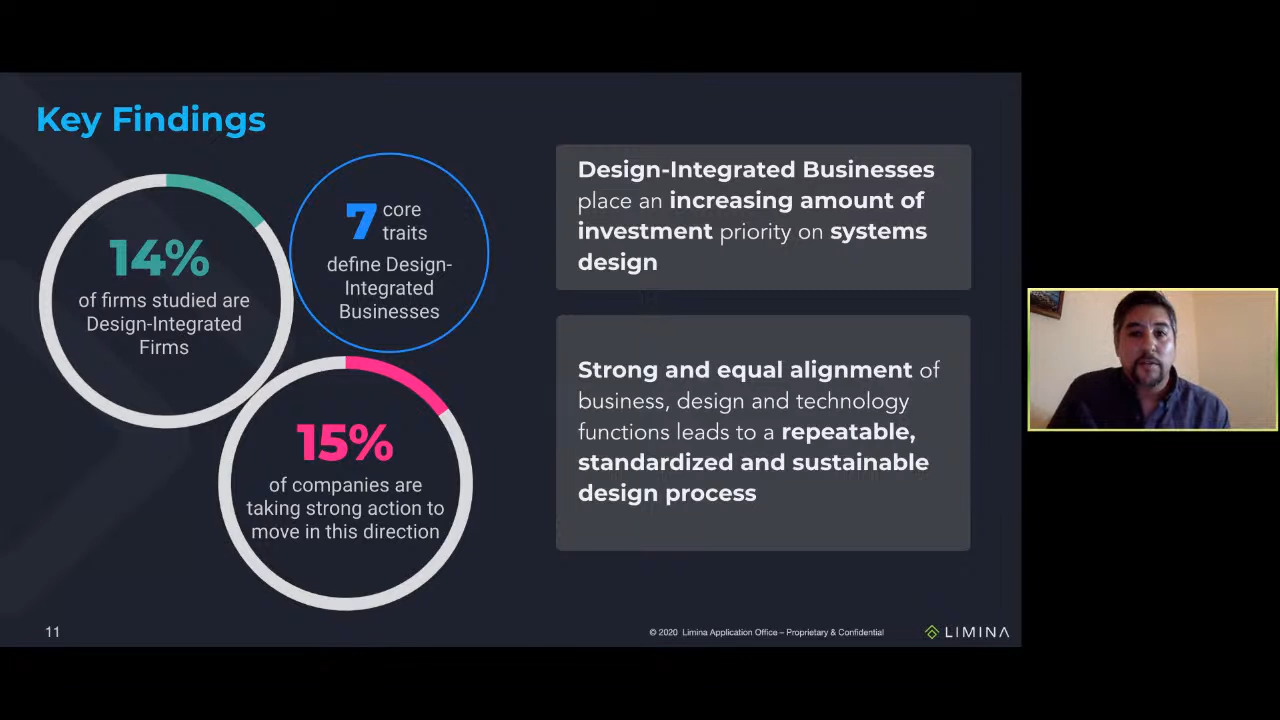 Key Findings
14%
of firms studied are
Design-Integrated
Firms
7 core
traits
define Design-
Integrated
Businesses
15%
of companies are
taking strong action to
move in this direction
Design-Integrated Businesses
place an increasing amount of
investment priority on systems
design
Strong and equal alignment of
business, design and technology
functions leads to a repeatable,
standardized and sustainable
design process
11
© 2020 Limina Application Office – Proprietary & Confidential
LIMINA